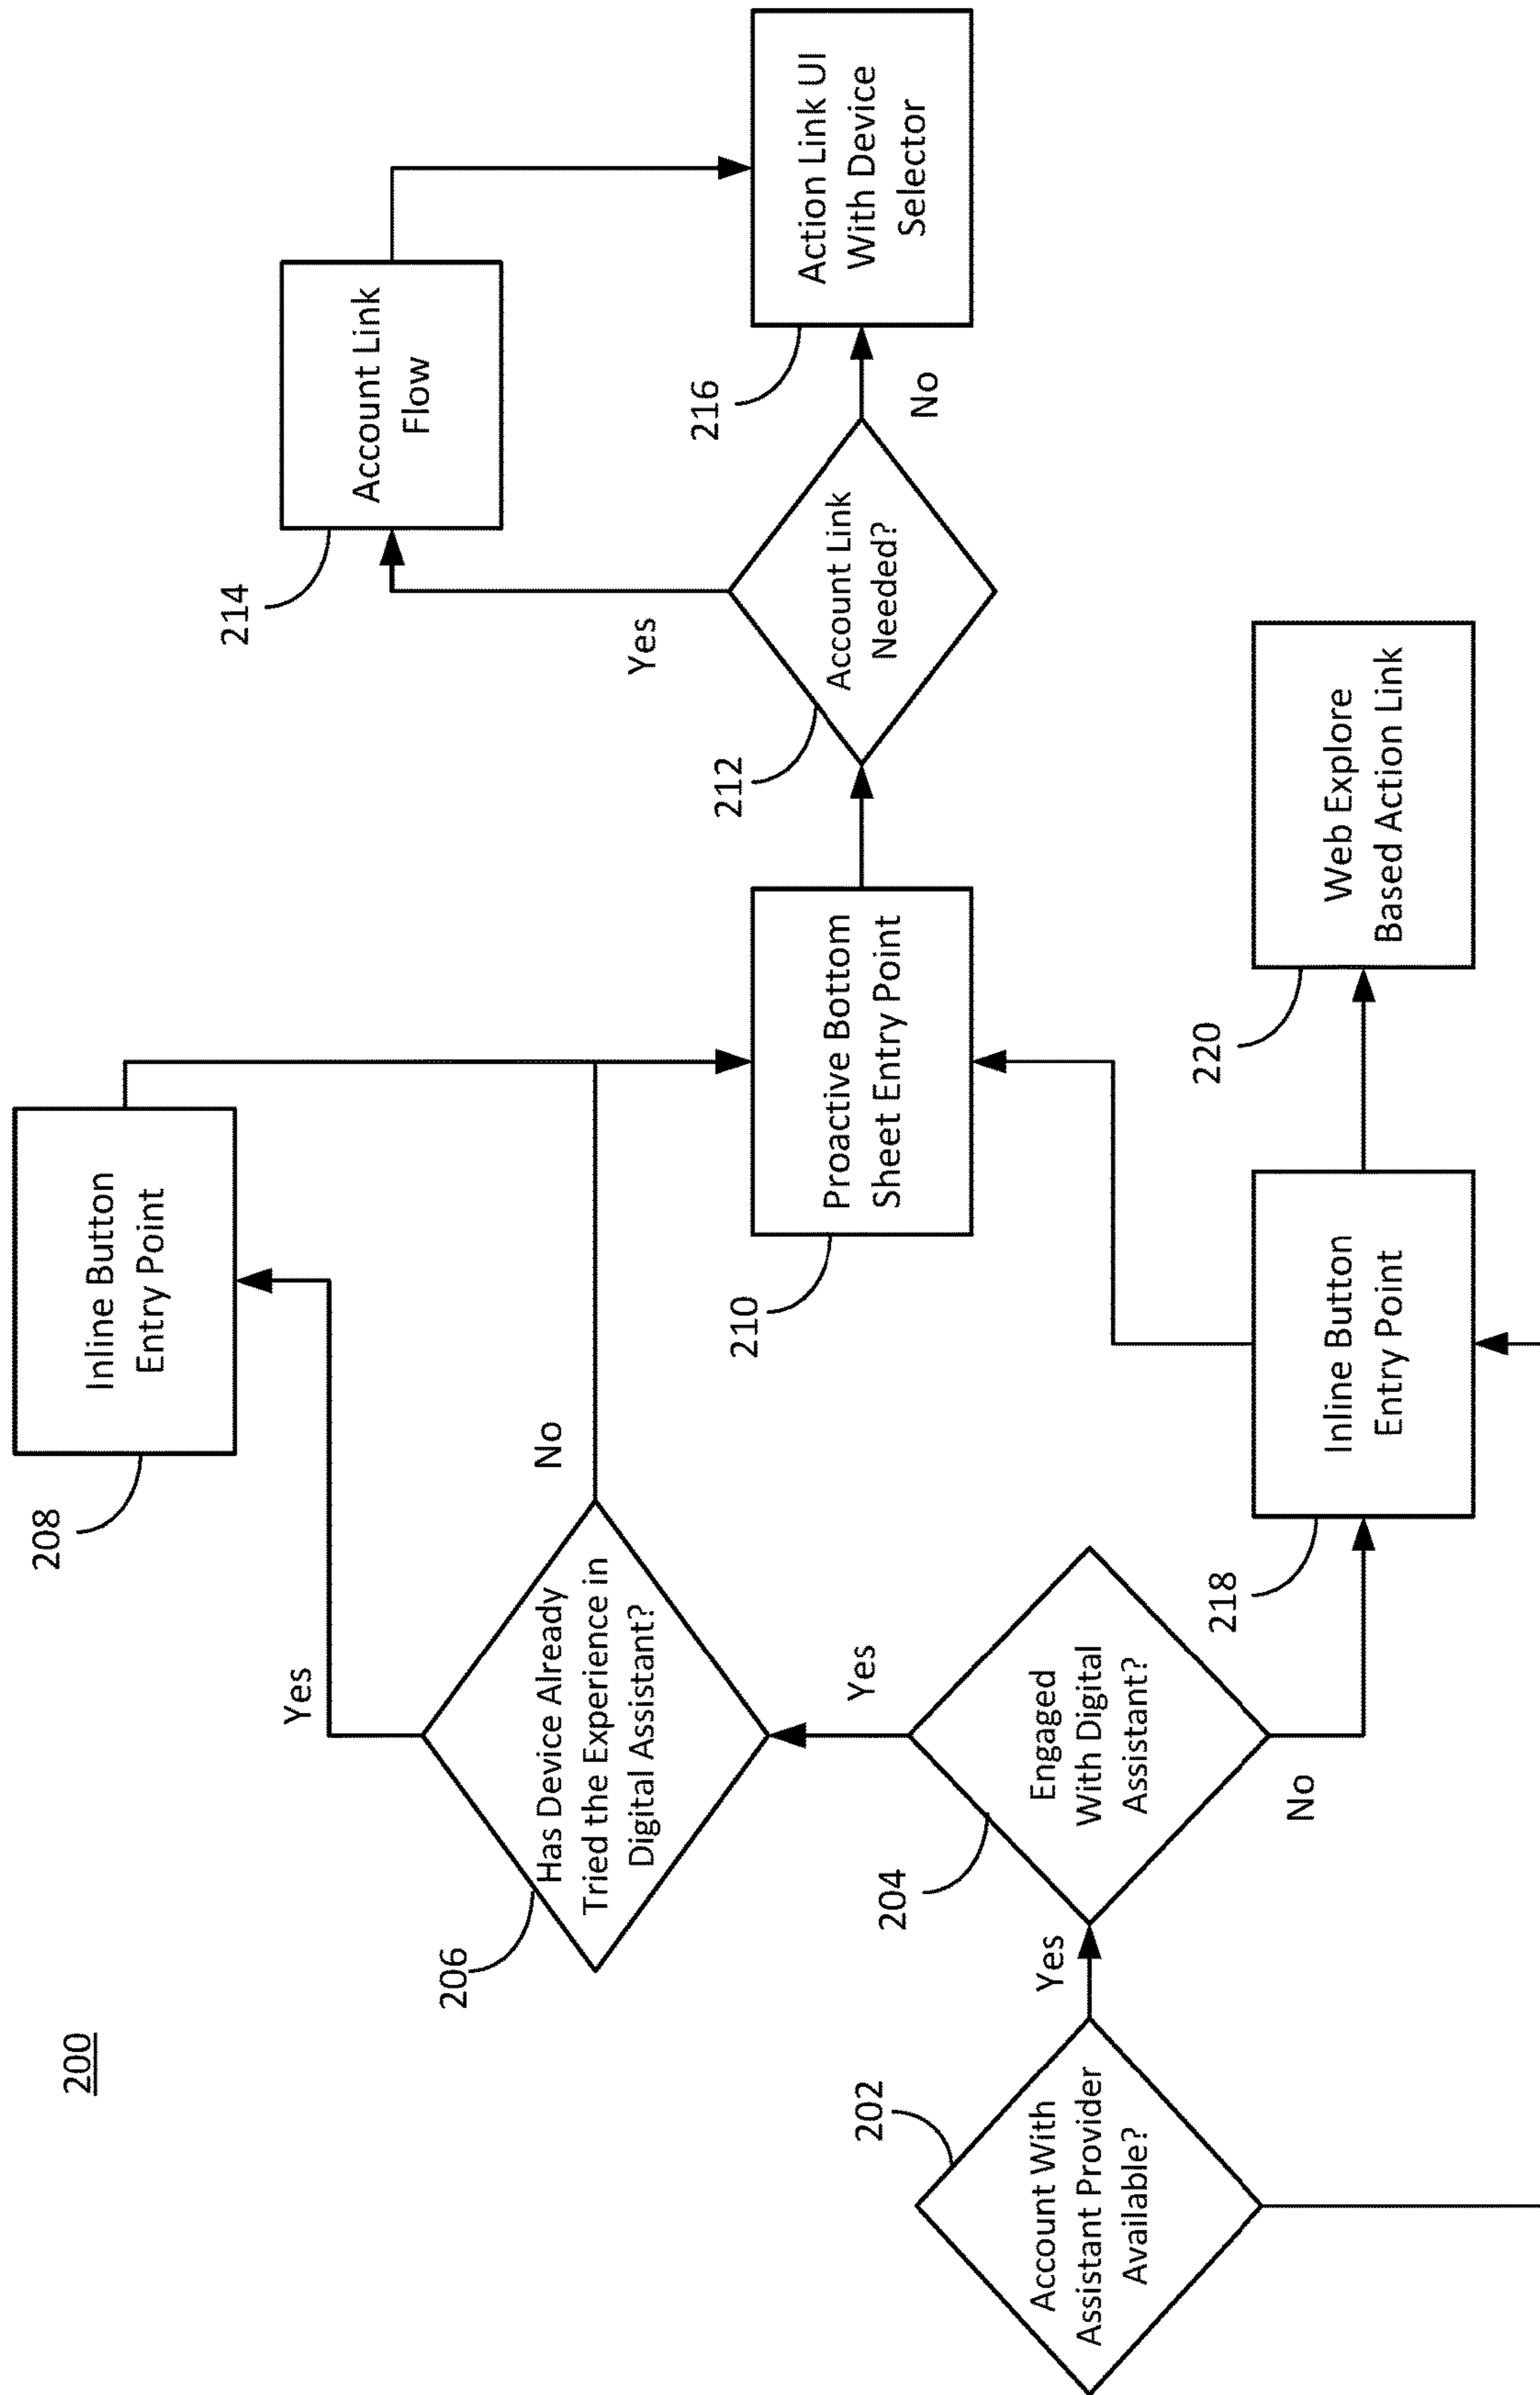 200
202
Account With
Assistant Provider
Available?
Yes
204
Engaged
With Digital
Assistant?
Yes
No
206
Has Device Already
Tried the Experience in
Digital Assistant?
Yes
No
208
Inline Button
Entry Point
210
Proactive Bottom
Sheet Entry Point
212
Account Link
Needed?
Yes
No
214
Account Link
Flow
216
Action Link UI
With Device
Selector
218
Inline Button
Entry Point
220
Web Explore
Based Action Link